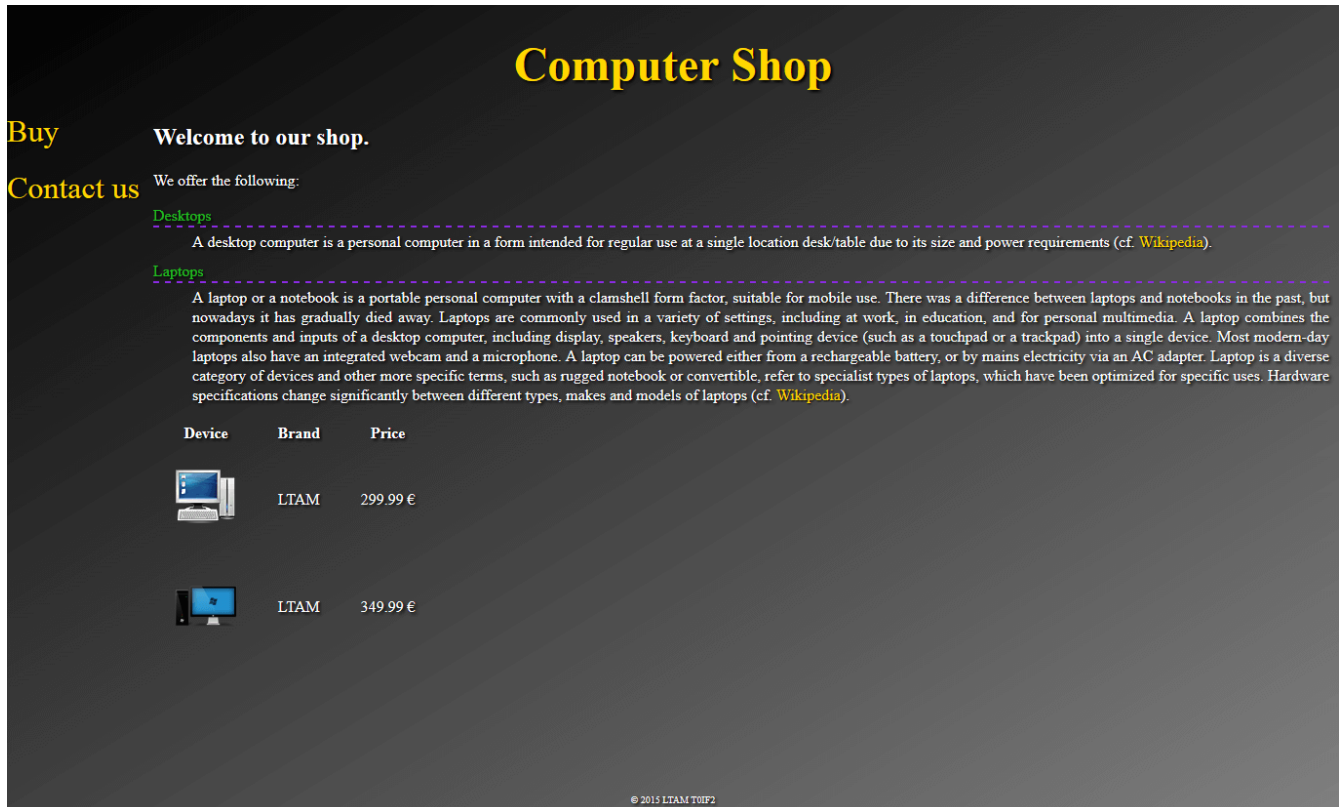 Computer Shop
Buy
Contact us
Welcome to our shop.
We offer the following:
Desktops
A desktop computer is a personal computer in a form intended for regular use at a single location desk/table due to its size and power requirements (cf. Wikipedia).
Laptops
A laptop or a notebook is a portable personal computer with a clamshell form factor, suitable for mobile use. There was a difference between laptops and notebooks in the past, but
nowadays it has gradually died away. Laptops are commonly used in a variety of settings, including at work, in education, and for personal multimedia. A laptop combines the
components and inputs of a desktop computer, including display, speakers, keyboard and pointing device (such as a touchpad or a trackpad) into a single device. Most modern-day
laptops also have an integrated webcam and a microphone. A laptop can be powered either from a rechargeable battery, or by mains electricity via an AC adapter. Laptop is a diverse
category of devices and other more specific terms, such as rugged notebook or convertible, refer to specialist types of laptops, which have been optimized for specific uses. Hardware
specifications change significantly between different types, makes and models of laptops (cf. Wikipedia).
Device Brand Price
LTAM 299.99 €
LTAM 349.99 €
© 2015 LTAM T0IF2